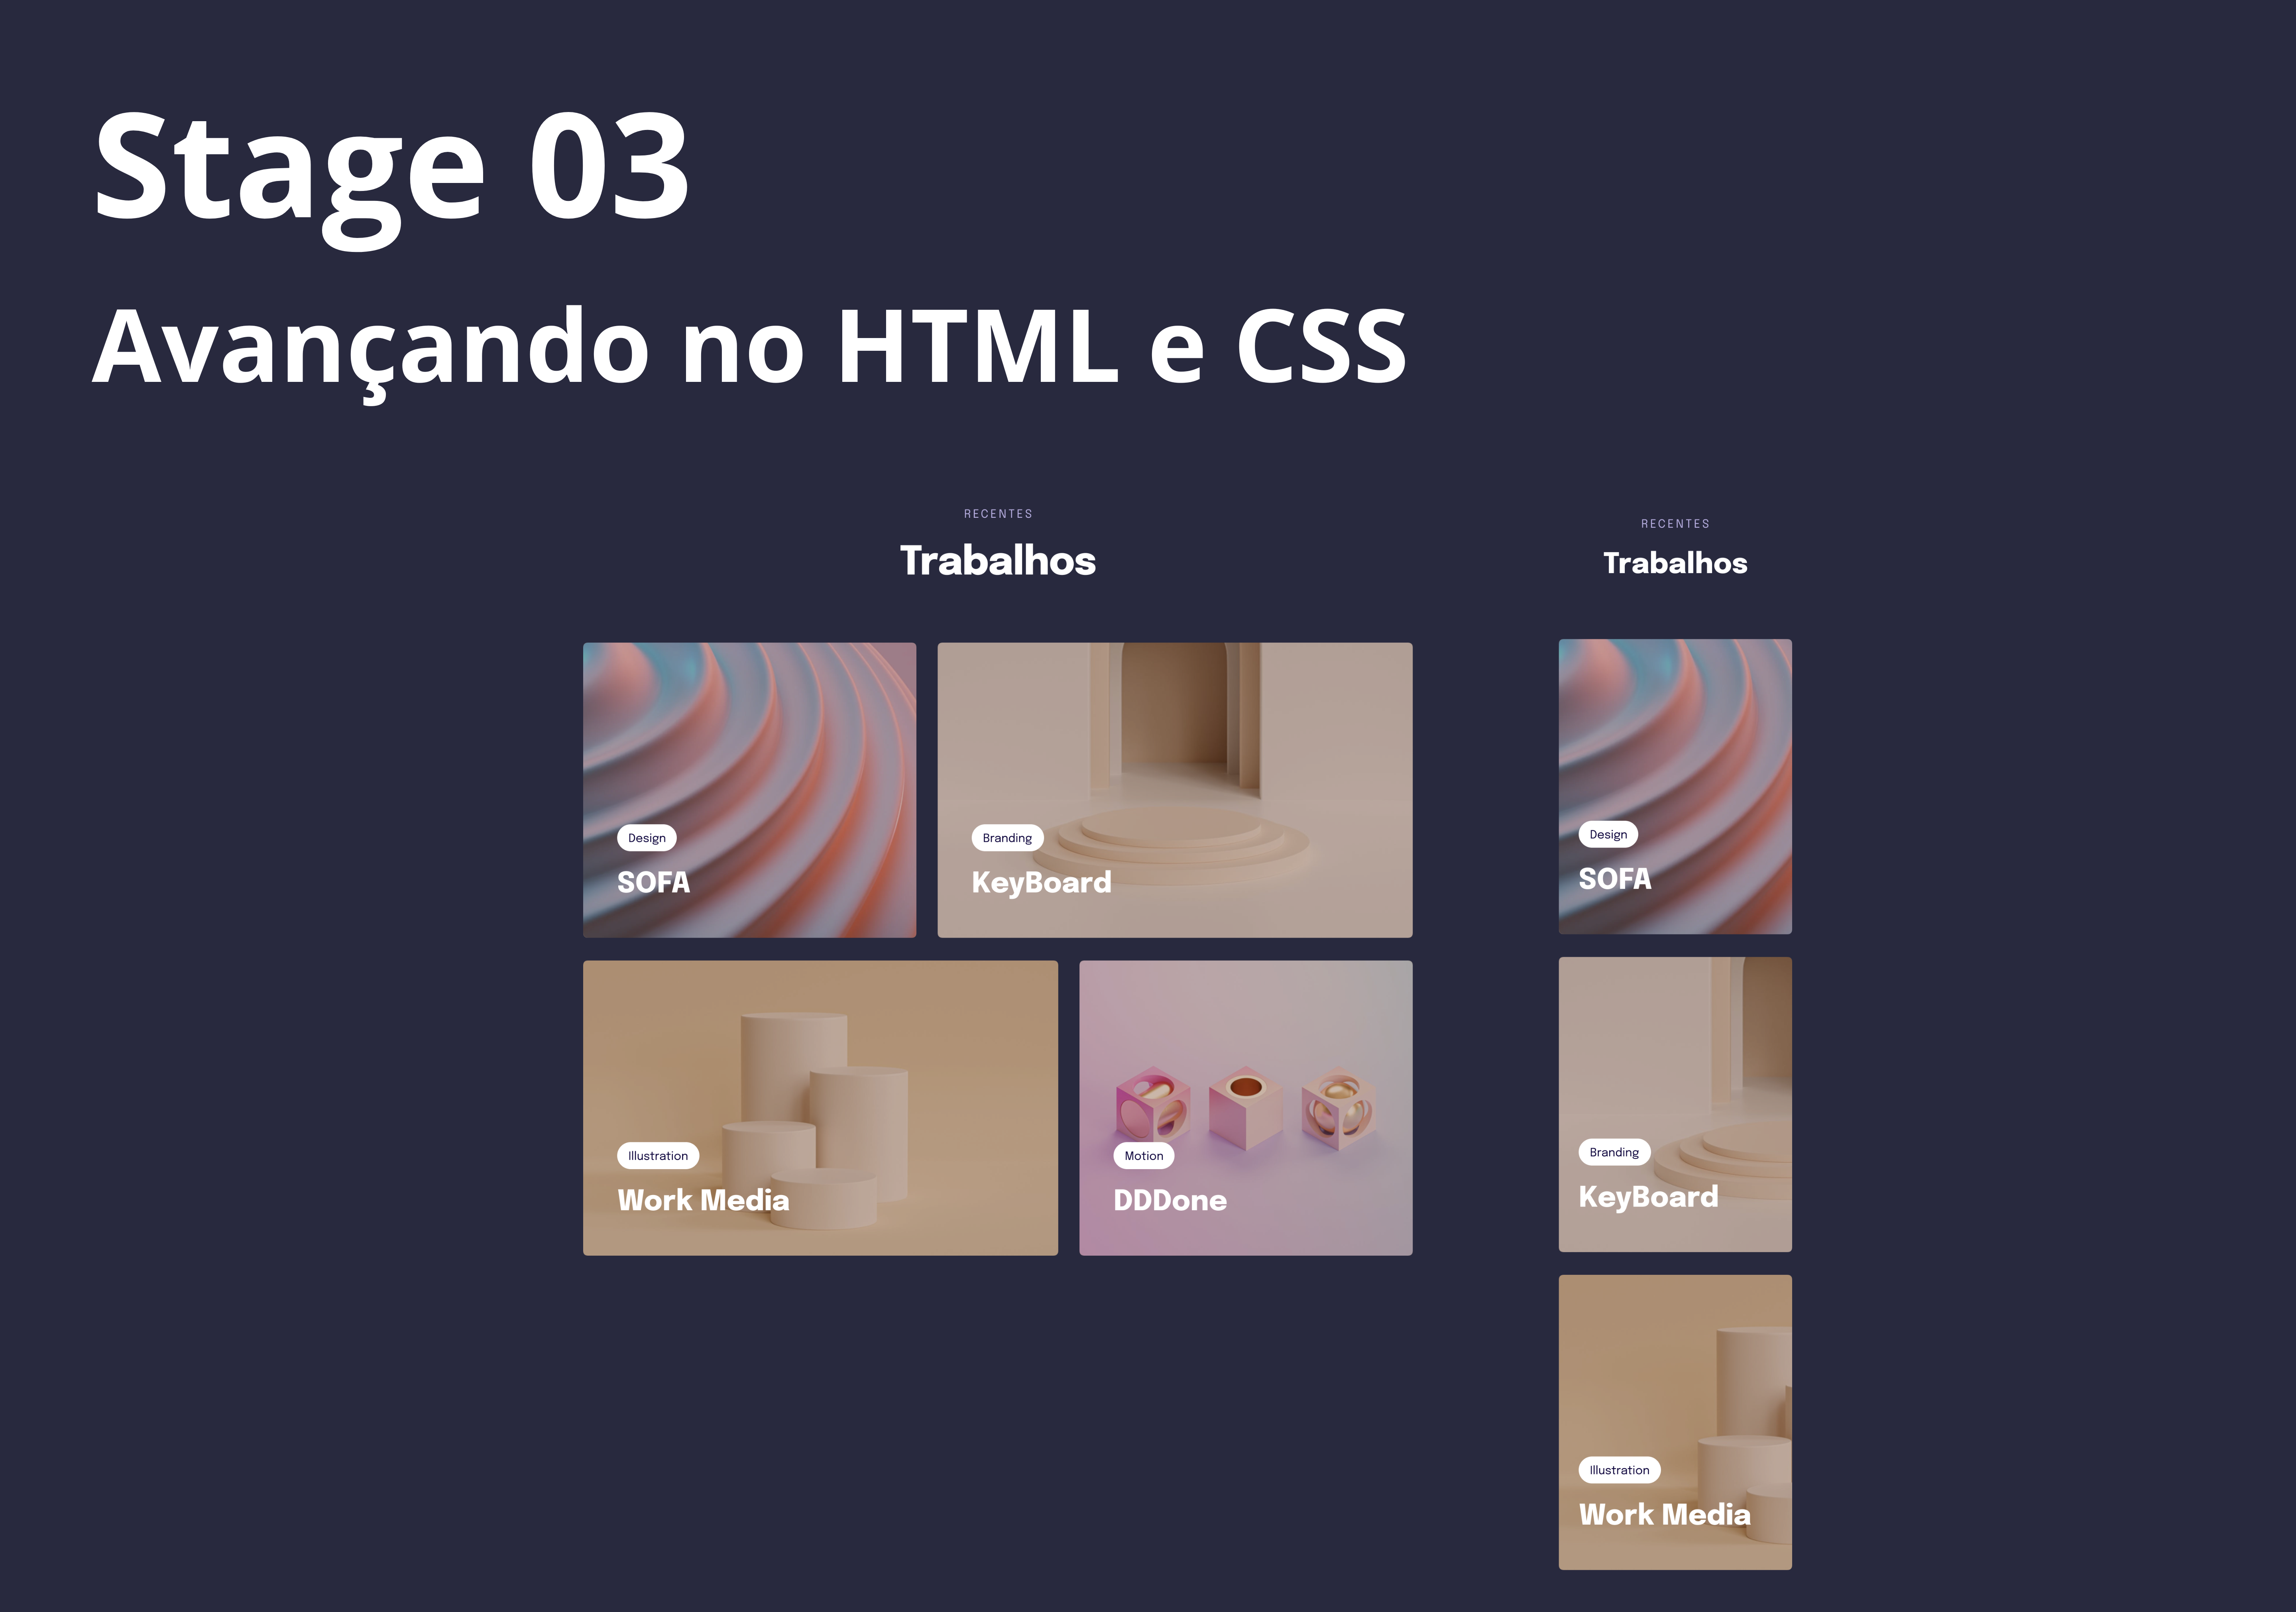 Stage 03
Avançando no HTML e CSS
RECENTES
Trabalhos
Design
SOFA
Branding
KeyBoard
Illustration
Work Media
Motion
DDDone
RECENTES
Trabalhos
Design
SOFA
Branding
KeyBoard
Illustration
Work Media